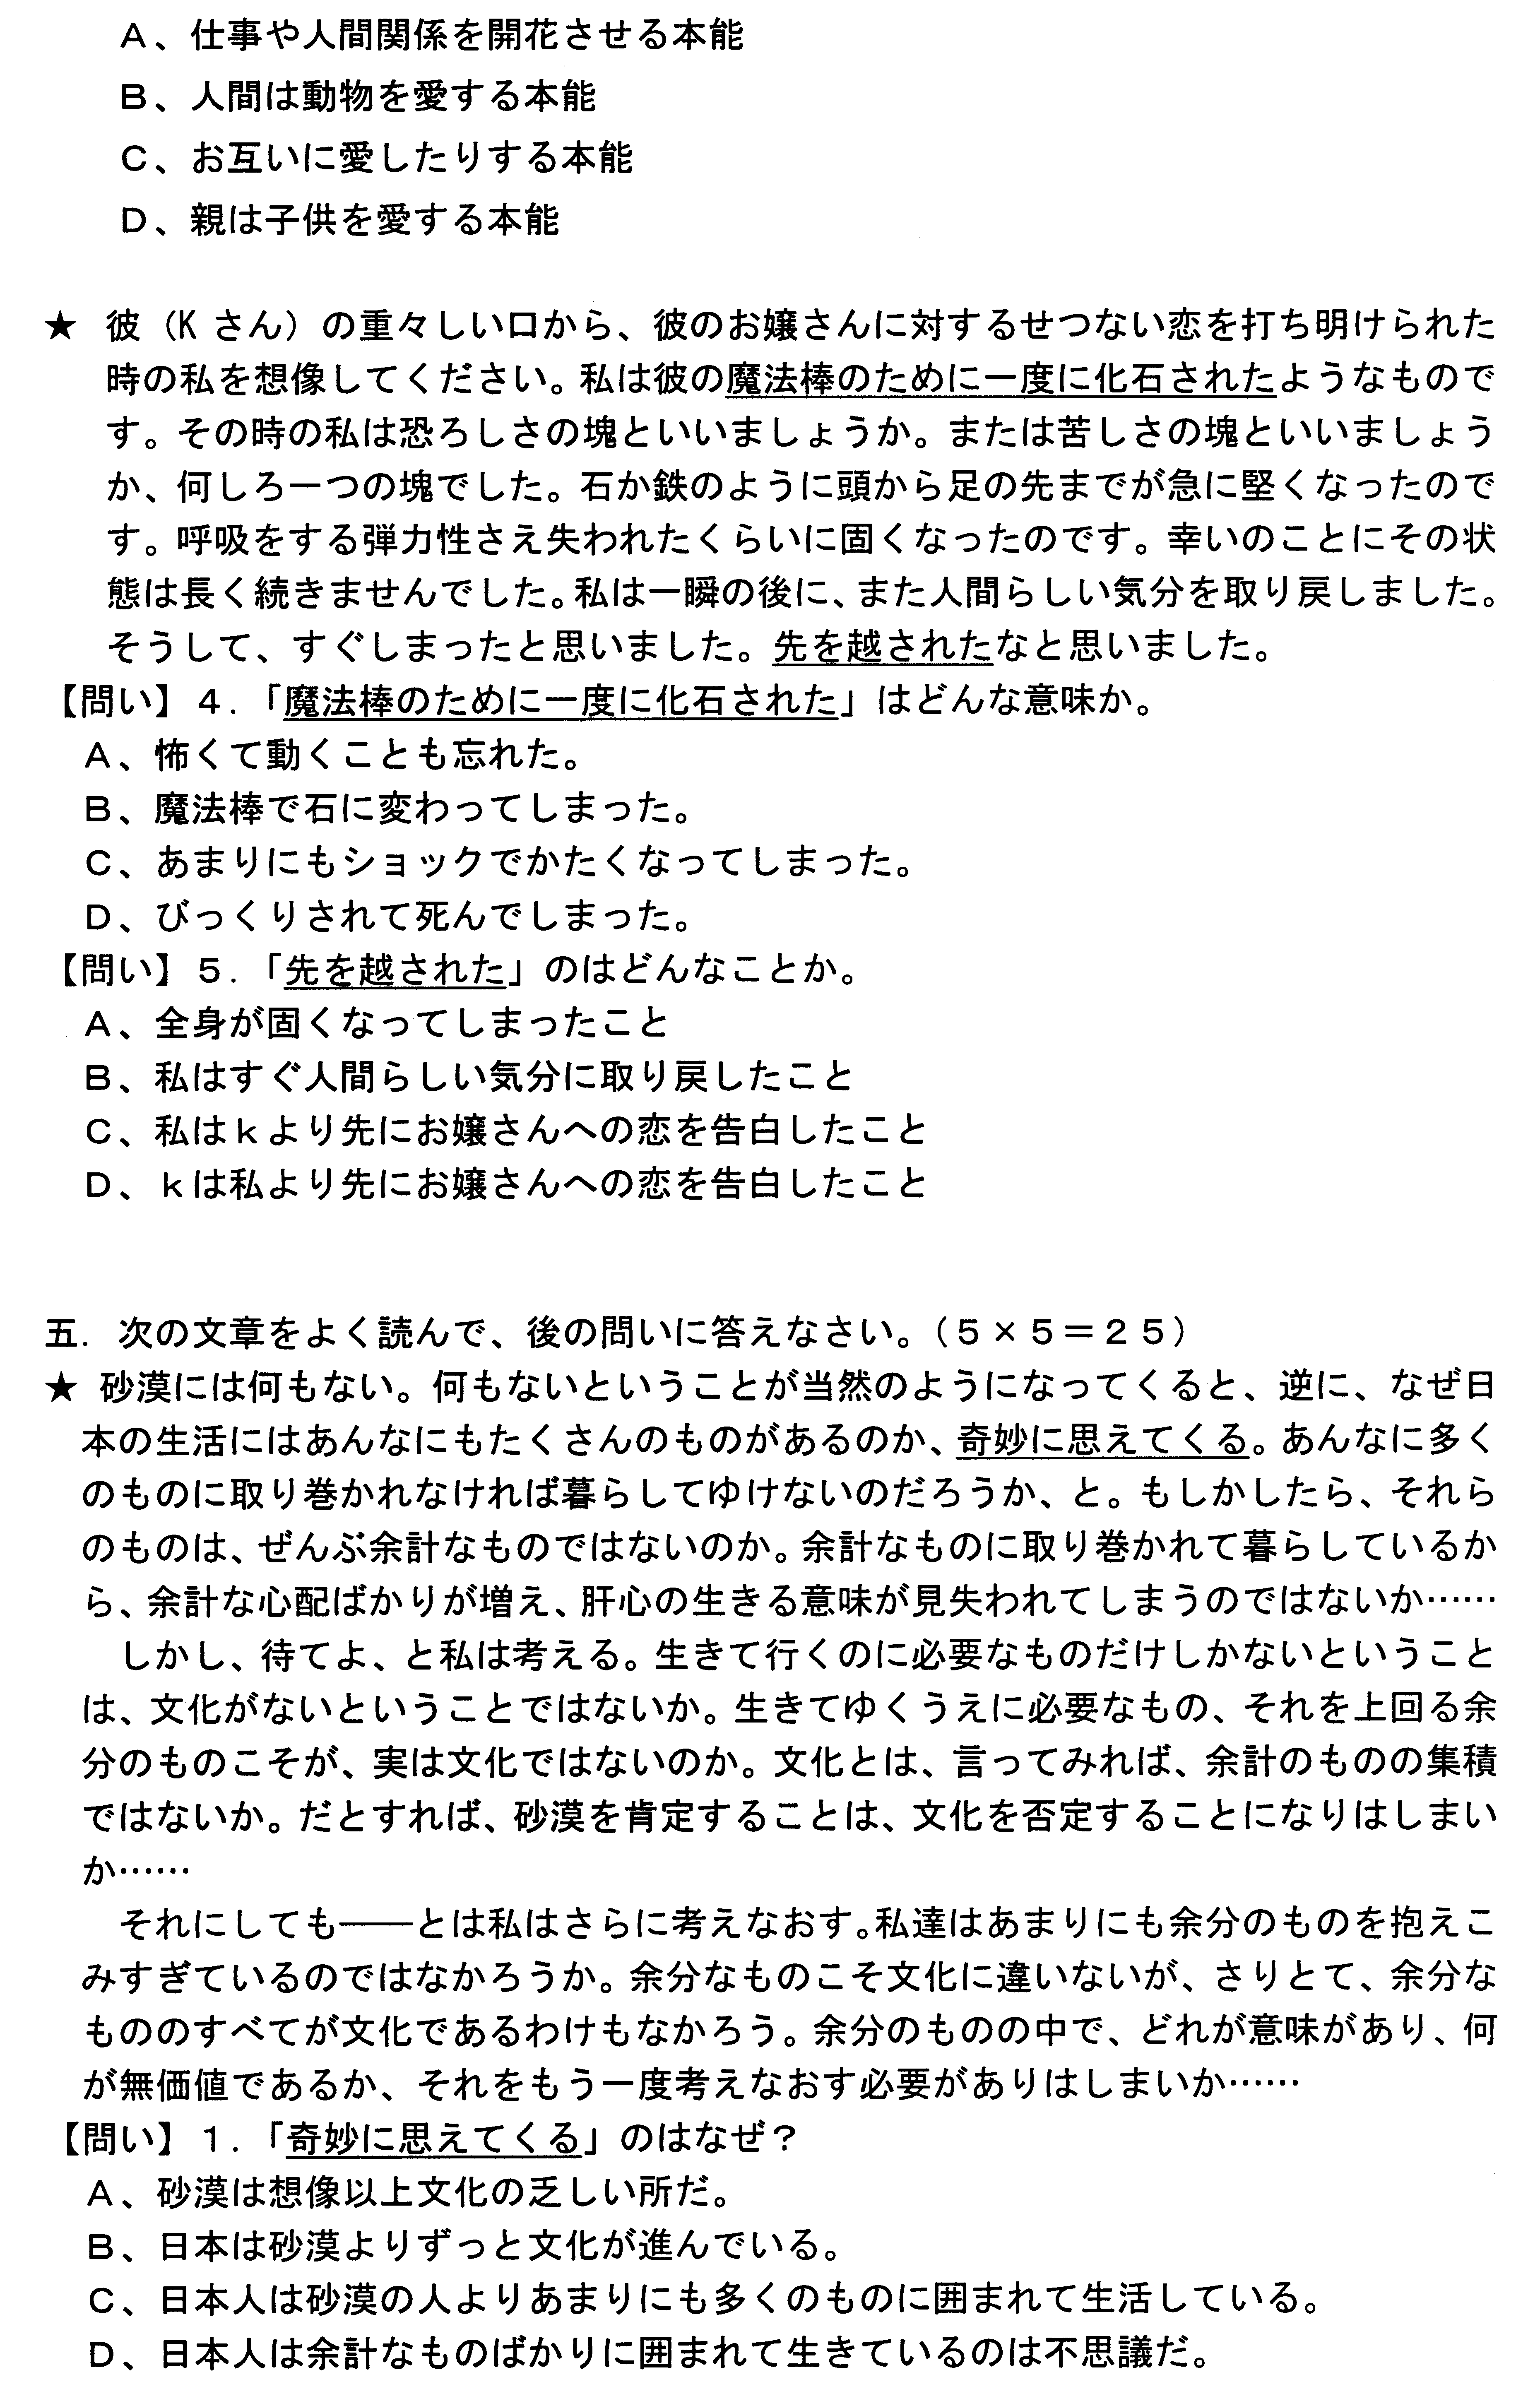 A、仕事や人間関係を開花させる本能
B、人間は動物を愛する本能
C、お互いに愛したりする本能
D、親は子供を愛する本能
★ 彼（K さん）の重々しい口から、彼のお嬢さんに対するせつない恋を打ち明けられた
時の私を想像してください。私は彼の魔法棒のために一度に化石されたようなもので
す。その時の私は恐ろしさの塊といいましょうか。または苦しさの塊といいましょう
か、何しろ一つの塊でした。石か鉄のように頭から足の先までが急に堅くなったので
す。呼吸をする弾力性さえ失われたくらいに固くなったのです。幸いのことにその状
態は長く続きませんでした。私は一瞬の後に、また人間らしい気分を取り戻しました。
そうして、すぐしまったと思いました。先を越されたなと思いました。
【問い】４．「魔法棒のために一度に化石された」はどんな意味か。
A、怖くて動くことも忘れた。
B、魔法棒で石に変わってしまった。
C、あまりにもショックでかたくなってしまった。
D、びっくりされて死んでしまった。
【問い】５．「先を越された」のはどんなことか。
A、全身が固くなってしまったこと
B、私はすぐ人間らしい気分に取り戻したこと
C、私はｋより先にお嬢さんへの恋を告白したこと
D、ｋは私より先にお嬢さんへの恋を告白したこと
五．次の文章をよく読んで、後の問いに答えなさい。（５×５＝２５）
★ 砂漠には何もない。何もないということが当然のようになってくると、逆に、なぜ日
本の生活にはあんなにもたくさんのものがあるのか、奇妙に思えてくる。あんなに多く
のものに取り巻かれなければ暮らしてゆけないのだろうか、と。もしかしたら、それら
のものは、ぜんぶ余計なものではないのか。余計なものに取り巻かれて暮らしているか
ら、余計な心配ばかりが増え、肝心の生きる意味が見失われてしまうのではないか……
しかし、待てよ、と私は考える。生きて行くのに必要なものだけしかないということ
は、文化がないということではないか。生きてゆくうえに必要なもの、それを上回る余
分のものこそが、実は文化ではないのか。文化とは、言ってみれば、余計のものの集積
ではないか。だとすれば、砂漠を肯定することは、文化を否定することになりはしまい
か……
それにしても――とは私はさらに考えなおす。私達はあまりにも余分のものを抱えこ
みすぎているのではなかろうか。余分なものこそ文化に違いないが、さりとて、余分な
もののすべてが文化であるわけもなかろう。余分のものの中で、どれが意味があり、何
が無価値であるか、それをもう一度考えなおす必要がありはしまいか……
【問い】１．「奇妙に思えてくる」のはなぜ？
A、砂漠は想像以上文化の乏しい所だ。
B、日本は砂漠よりずっと文化が進んでいる。
C、日本人は砂漠の人よりあまりにも多くのものに囲まれて生活している。
D、日本人は余計なものばかりに囲まれて生きているのは不思議だ。